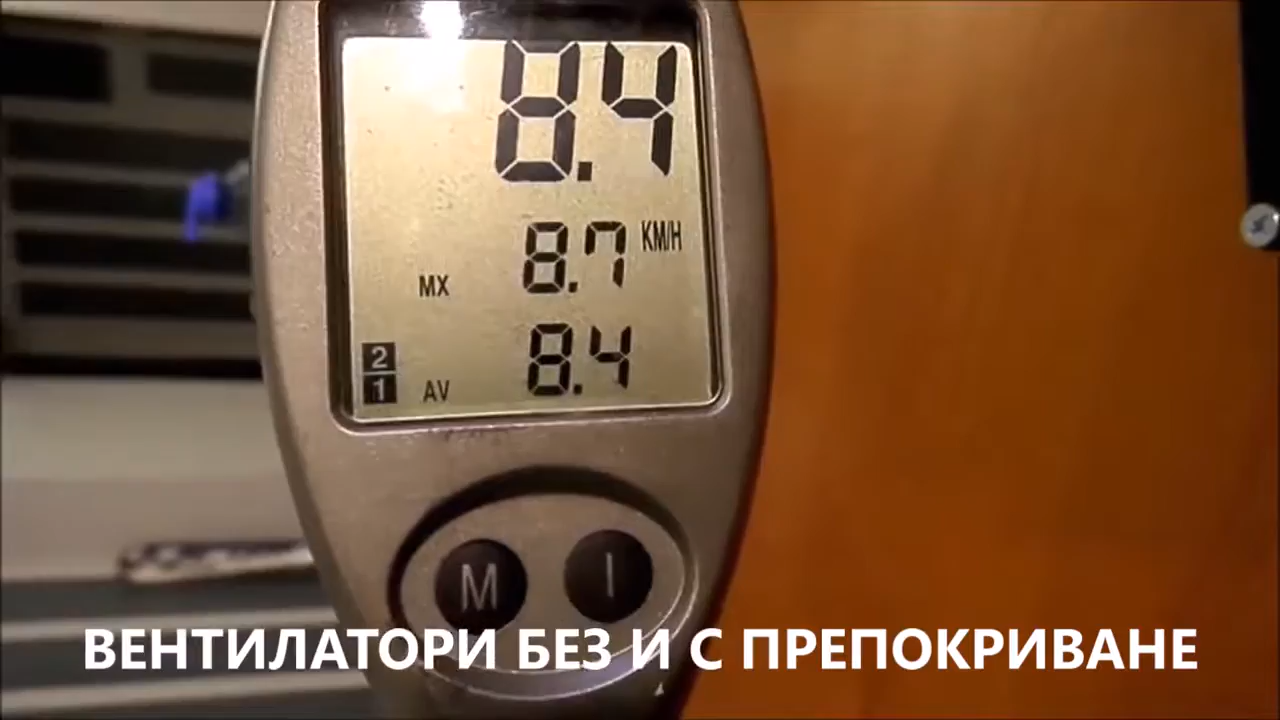 8.4
8.7 KM/H
MX
8.4
2
1 AV
M I
ВЕНТИЛАТОРИ БЕЗ И С ПРЕПОКРИВАНЕ